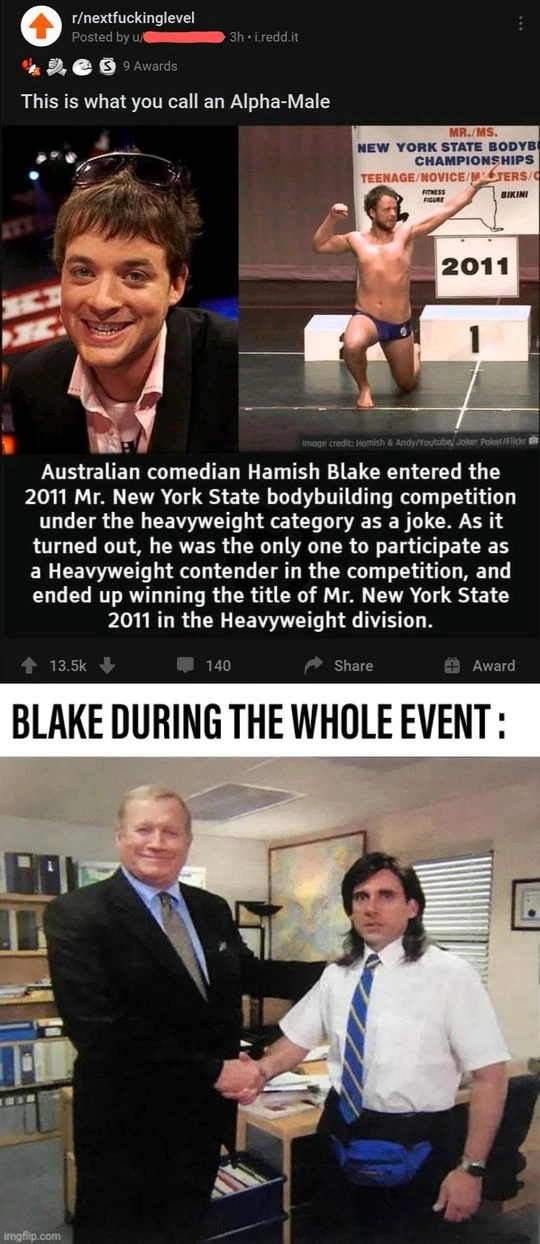 r/nextfuckinglevel
Posted by u/ 3h • i.redd.it
S 9 Awards
This is what you call an Alpha-Male
MR./MS.
NEW YORK STATE BODYB
CHAMPIONSHIPS
TEENAGE/NOVICE/M TERS/
FITNESS
FIGURE
BIKINI
2011
2
1
Image credit: Hamish & Andy/Youtube, Joker Poker/Flickr
Australian comedian Hamish Blake entered the
2011 Mr. New York State bodybuilding competition
under the heavyweight category as a joke. As it
turned out, he was the only one to participate as
a Heavyweight contender in the competition, and
ended up winning the title of Mr. New York State
2011 in the Heavyweight division.
13.5k 140 Share Award
BLAKE DURING THE WHOLE EVENT :
imgflip.com